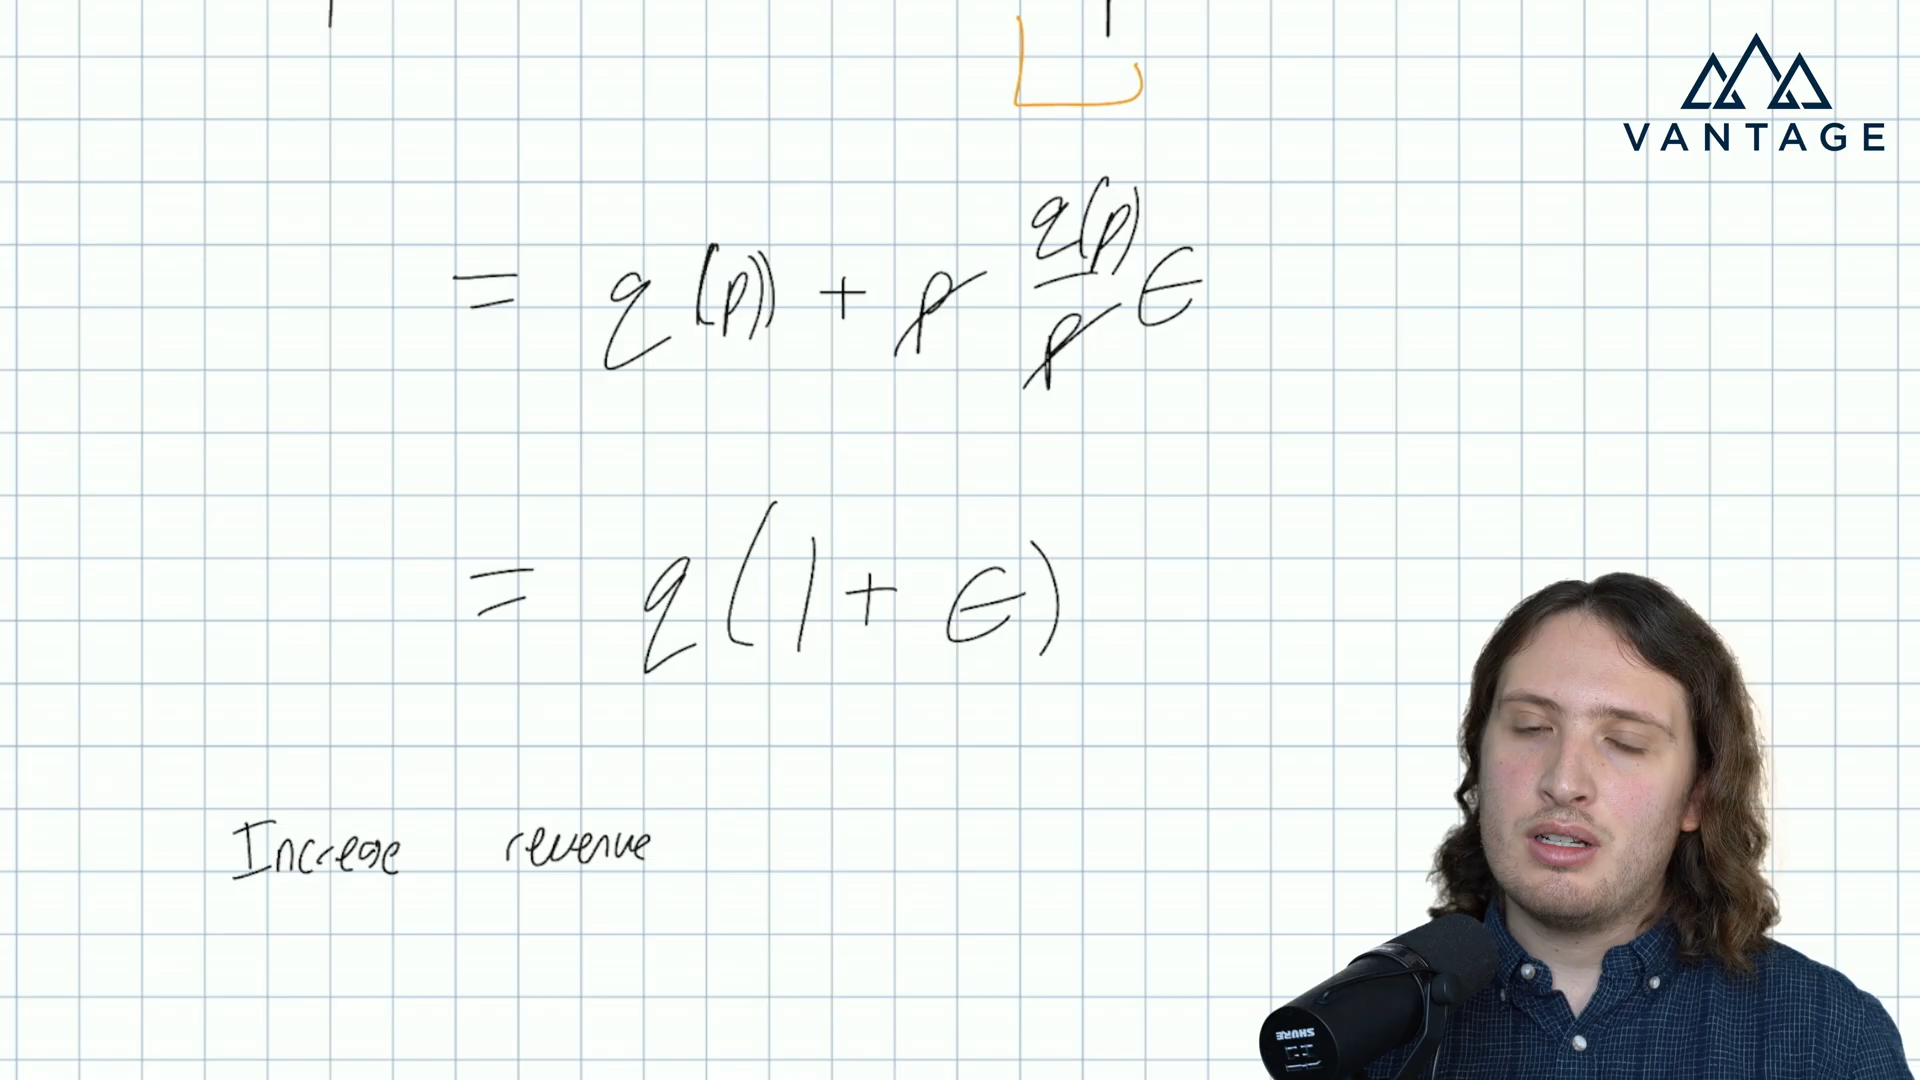 VANTAGE
= q(p) + p q(p)/p ϵ
= q(1 + ϵ)
Increase revenue
SHURE